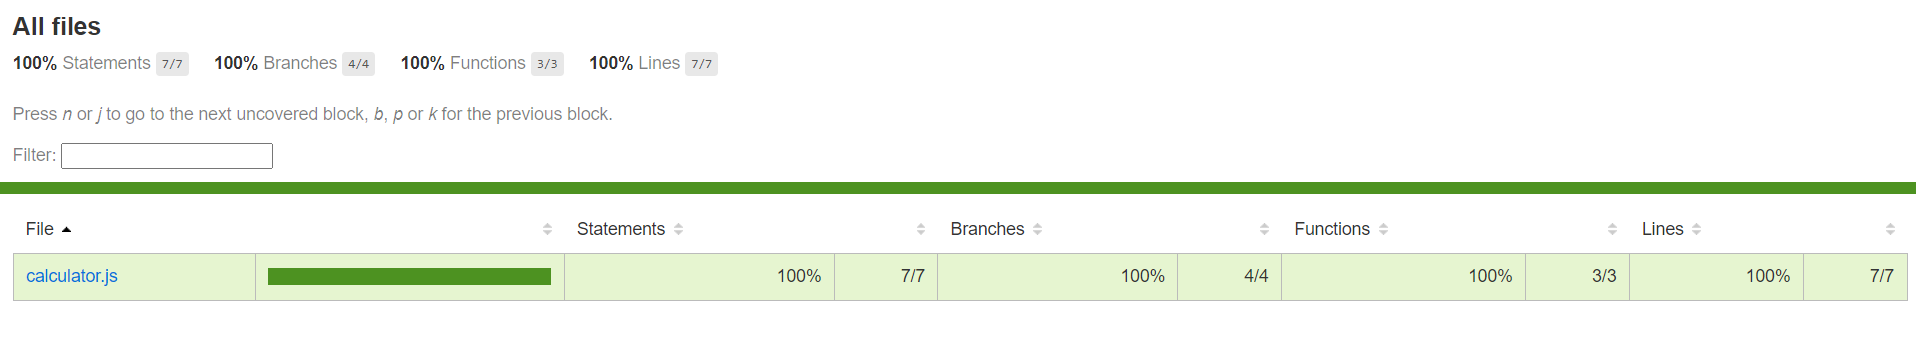 All files
100% Statements 7/7 100% Branches 4/4 100% Functions 3/3 100% Lines 7/7
Press n or j to go to the next uncovered block, b, p or k for the previous block.
Filter:
File Statements Branches Functions Lines
calculator.js 100% 7/7 100% 4/4 100% 3/3 100% 7/7